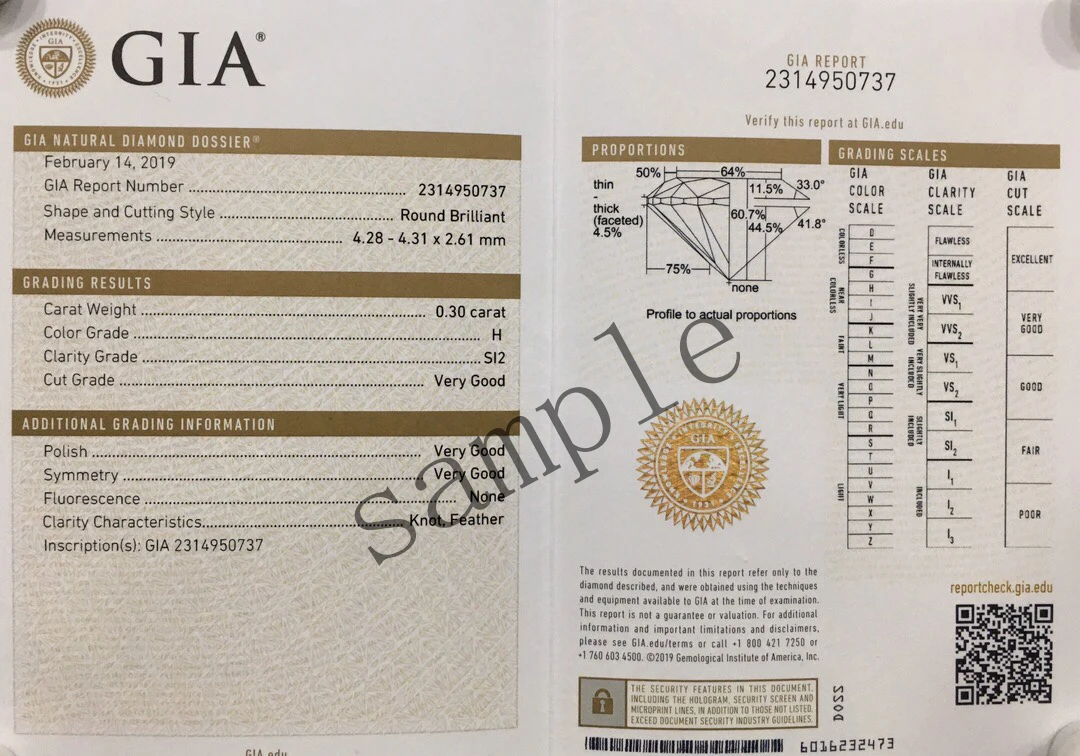 GIA®
GIA NATURAL DIAMOND DOSSIER®
February 14, 2019
GIA Report Number 2314950737
Shape and Cutting Style Round Brilliant
Measurements 4.28 - 4.31 x 2.61 mm
GRADING RESULTS
Carat Weight 0.30 carat
Color Grade H
Clarity Grade SI2
Cut Grade Very Good
ADDITIONAL GRADING INFORMATION
Polish Very Good
Symmetry Very Good
Fluorescence None
Clarity Characteristics Knot, Feather
Inscription(s): GIA 2314950737
GIA.edu
sample
GIA REPORT
2314950737
Verify this report at GIA.edu
PROPORTIONS
50%
64%
thin
-
thick
(faceted)
4.5%
11.5%
33.0°
60.7%
44.5%
41.8°
75%
none
Profile to actual proportions
GIA
The results documented in this report refer only to the
diamond described, and were obtained using the techniques
and equipment available to GIA at the time of examination.
This report is not a guarantee or valuation. For additional
information and important limitations and disclaimers,
please see GIA.edu/terms or call +1 800 421 7250 or
+1 760 603 4500. ©2019 Gemological Institute of America, Inc.
THE SECURITY FEATURES IN THIS DOCUMENT,
INCLUDING THE HOLOGRAM, SECURITY SCREEN AND
MICROPRINT LINES, IN ADDITION TO THOSE NOT LISTED,
EXCEED DOCUMENT SECURITY INDUSTRY GUIDELINES.
DOSS
6016232473
GRADING SCALES
GIA
COLOR
SCALE
COLORLESS
D
E
F
NEAR
COLORLESS
G
H
I
J
FAINT
K
L
M
VERY LIGHT
N
O
P
Q
R
LIGHT
S
T
U
V
W
X
Y
Z
GIA
CLARITY
SCALE
FLAWLESS
INTERNALLY
FLAWLESS
VERY VERY
SLIGHTLY INCLUDED
VVS1
VVS2
VERY SLIGHTLY
INCLUDED
VS1
VS2
SLIGHTLY
INCLUDED
SI1
SI2
INCLUDED
I1
I2
I3
GIA
CUT
SCALE
EXCELLENT
VERY
GOOD
GOOD
FAIR
POOR
reportcheck.gia.edu